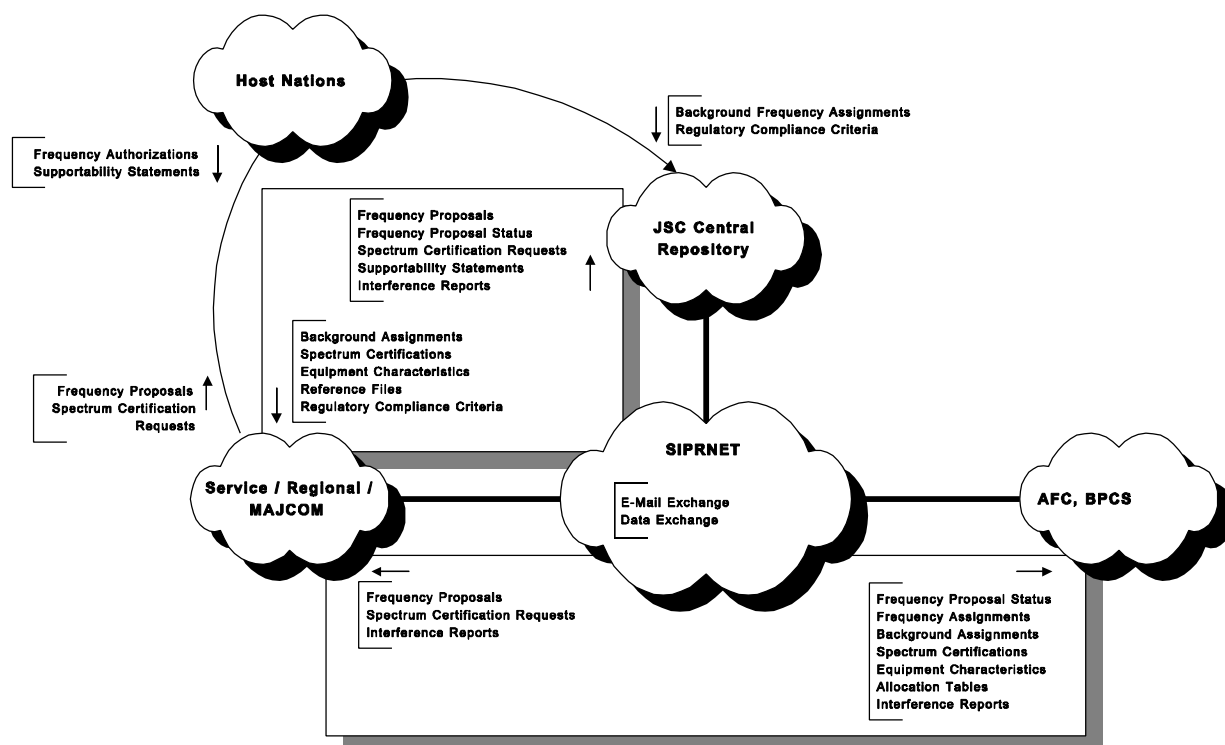 Host Nations
Background Frequency Assignments
Regulatory Compliance Criteria
Frequency Authorizations
Supportability Statements
Frequency Proposals
Frequency Proposal Status
Spectrum Certification Requests
Supportability Statements
Interference Reports
JSC Central
Repository
Background Assignments
Spectrum Certifications
Equipment Characteristics
Reference Files
Regulatory Compliance Criteria
Frequency Proposals
Spectrum Certification
Requests
SIPRNET
E-Mail Exchange
Data Exchange
Service / Regional /
MAJCOM
AFC, BPCS
Frequency Proposals
Spectrum Certification Requests
Interference Reports
Frequency Proposal Status
Frequency Assignments
Background Assignments
Spectrum Certifications
Equipment Characteristics
Allocation Tables
Interference Reports